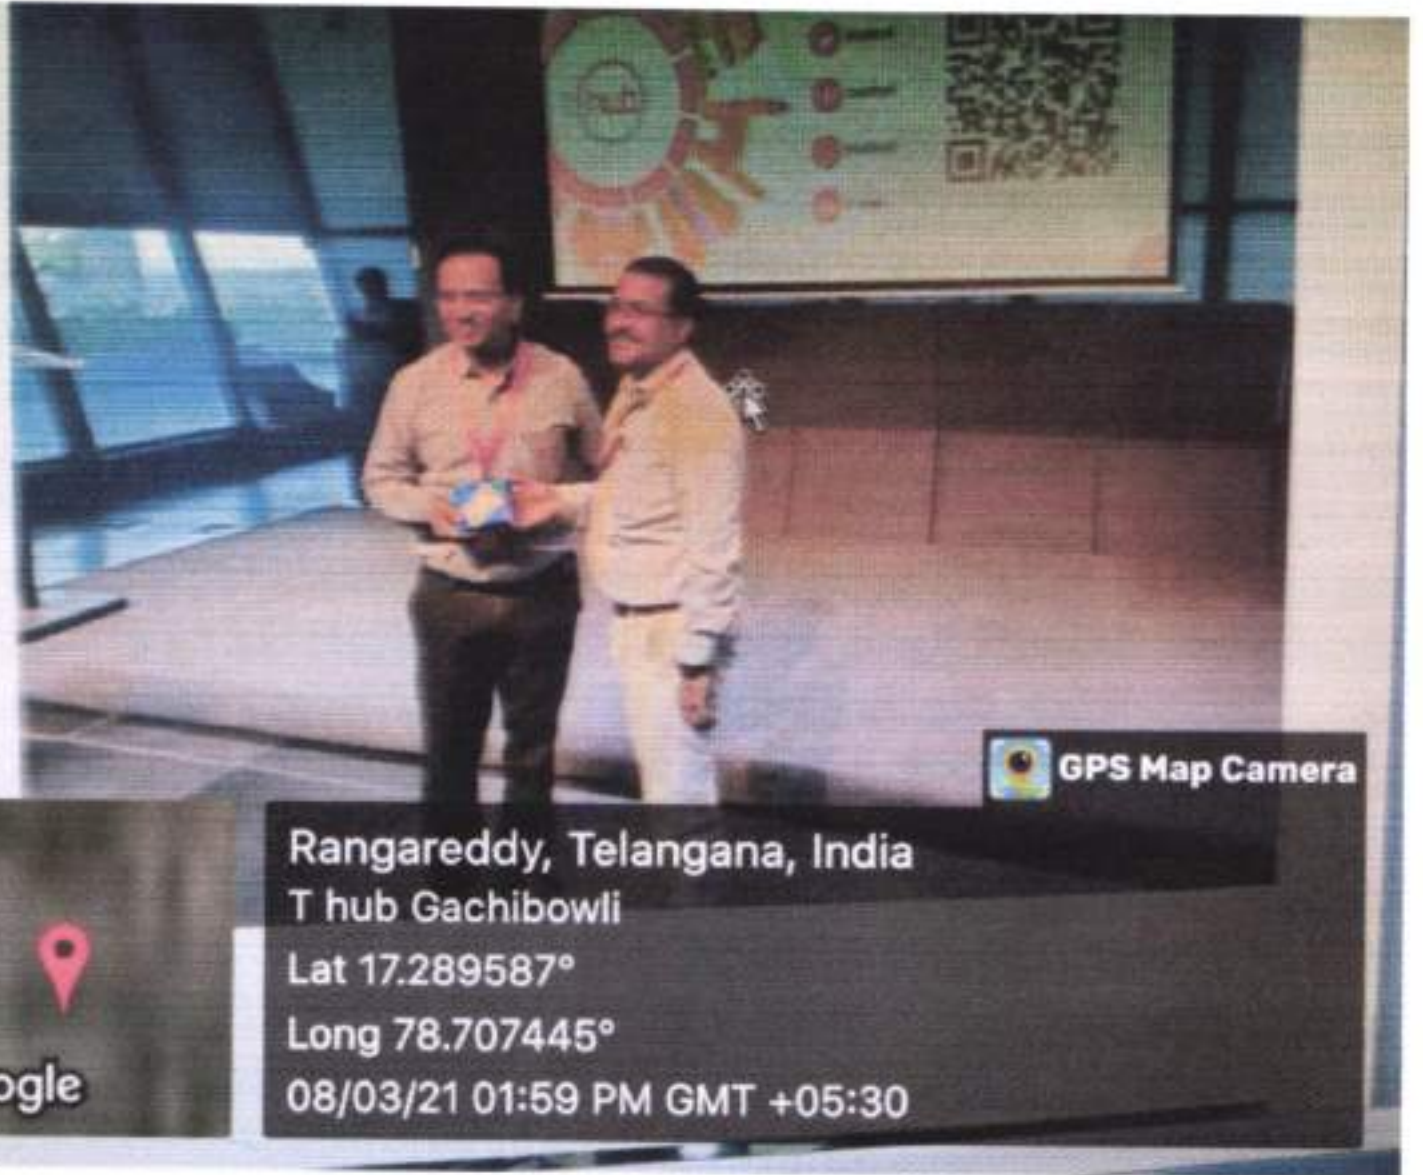 GPS Map Camera
Rangareddy, Telangana, India
T hub Gachibowli
Lat 17.289587°
Long 78.707445°
08/03/21 01:59 PM GMT +05:30
ogle